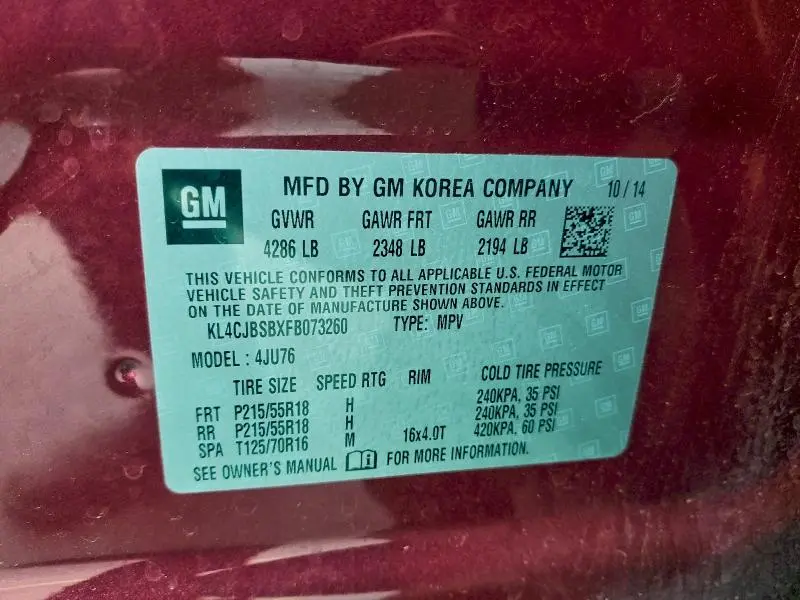 GM MFD BY GM KOREA COMPANY 10/14
GVWR GAWR FRT GAWR RR
4286 LB 2348 LB 2194 LB
THIS VEHICLE CONFORMS TO ALL APPLICABLE U.S. FEDERAL MOTOR
VEHICLE SAFETY AND THEFT PREVENTION STANDARDS IN EFFECT
ON THE DATE OF MANUFACTURE SHOWN ABOVE.
KL4CJBSBXFB073260 TYPE: MPV
MODEL : 4JU76
TIRE SIZE SPEED RTG RIM COLD TIRE PRESSURE
FRT P215/55R18 H 240KPA, 35 PSI
RR P215/55R18 H 240KPA, 35 PSI
SPA T125/70R16 M 16x4.0T 420KPA, 60 PSI
SEE OWNER'S MANUAL FOR MORE INFORMATION.